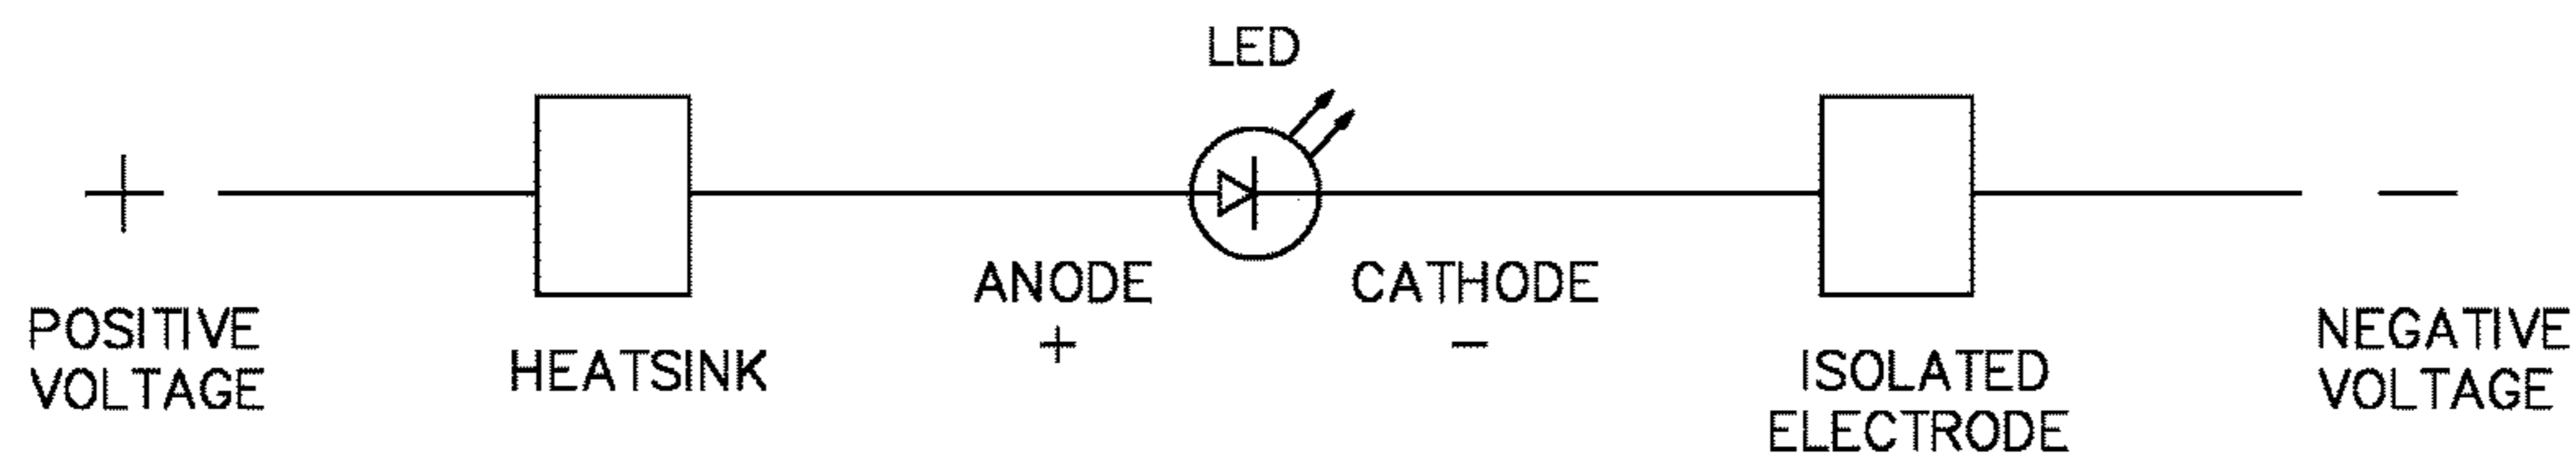 LED
+
ANODE
CATHODE
POSITIVE
VOLTAGE
HEATSINK
+
−
ISOLATED
ELECTRODE
−
NEGATIVE
VOLTAGE